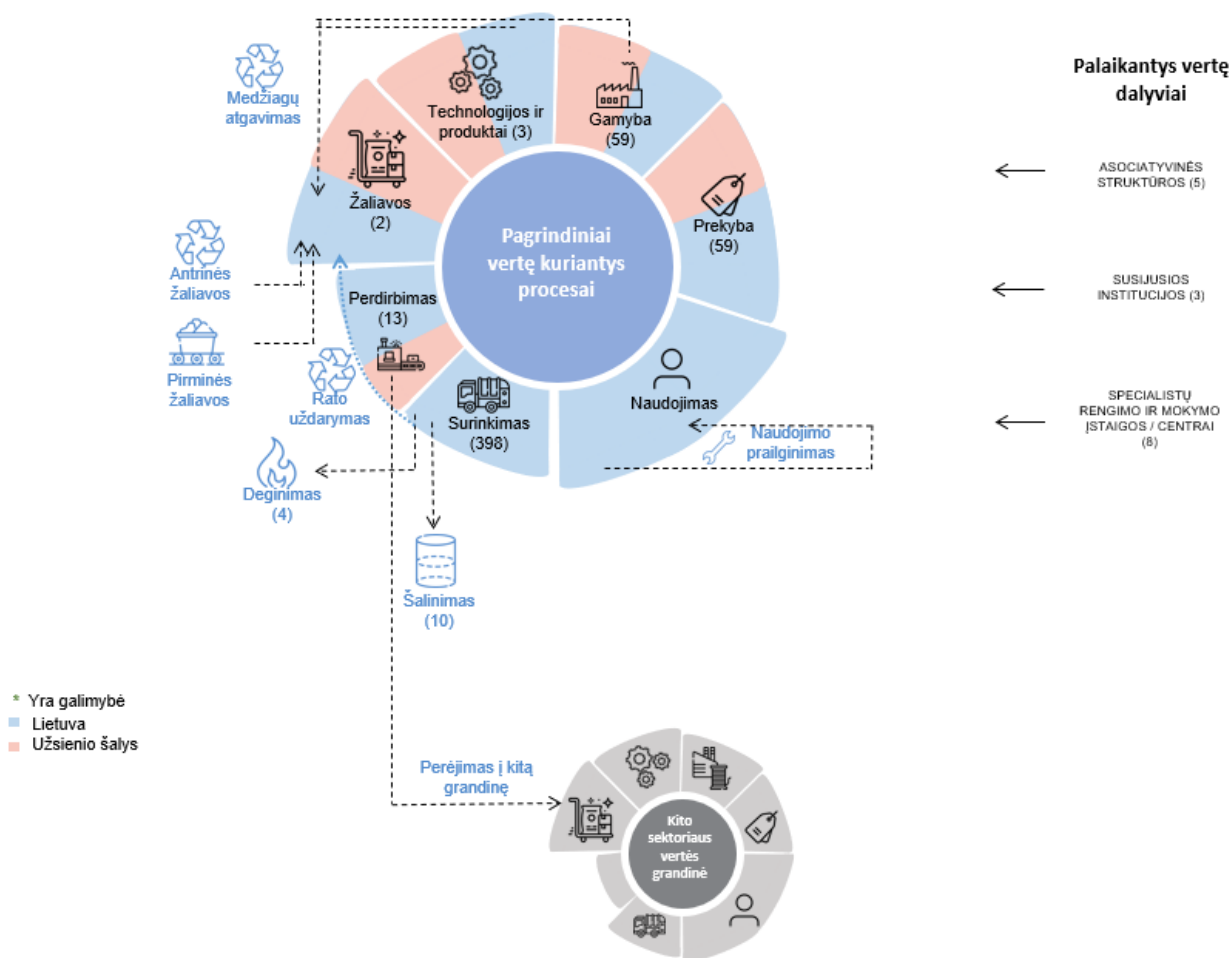 Medžiagų
atgavimas
Technologijos ir
produktai (3)
Gamyba
(59)
Žaliavos
(2)
Prekyba
(59)
Pagrindiniai
vertę kuriantys
procesai
Antrinės
žaliavos
Perdirbimas
(13)
Pirminės
žaliavos
Rato
uždarymas
Surinkimas
(398)
Naudojimas
Naudojimo
prailginimas
Deginimas
(4)
Šalinimas
(10)
Palaikantys vertę
dalyviai
ASOCIATYVINĖS
STRUKTŪROS (5)
SUSIJUSIOS
INSTITUCIJOS (3)
SPECIALISTŲ
RENGIMO IR MOKYMO
ĮSTAIGOS / CENTRAI
(8)
* Yra galimybė
Lietuva
Užsienio šalys
Perėjimas į kitą
grandinę
Kito
sektoriaus
vertės
grandinė